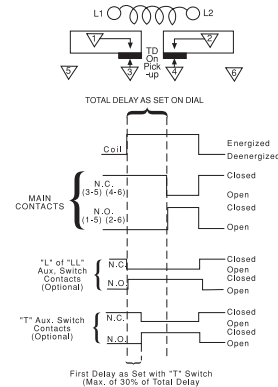 L1 L2
1 2
TD
On
Pick
-up
5 3 4 6
TOTAL DELAY AS SET ON DIAL
Coil Energized
Deenergized
MAIN
CONTACTS
N.C.
(3-5) (4-6)
Closed
Open
N.O.
(1-5) (2-6)
Closed
Open
"L" of "LL"
Aux. Switch
Contacts
(Optional)
N.C. Closed
Open
N.O. Closed
Open
"T" Aux. Switch
Contacts
(Optional)
N.C. Closed
Open
N.O. Closed
Open
First Delay as Set with "T" Switch
(Max. of 30% of Total Delay